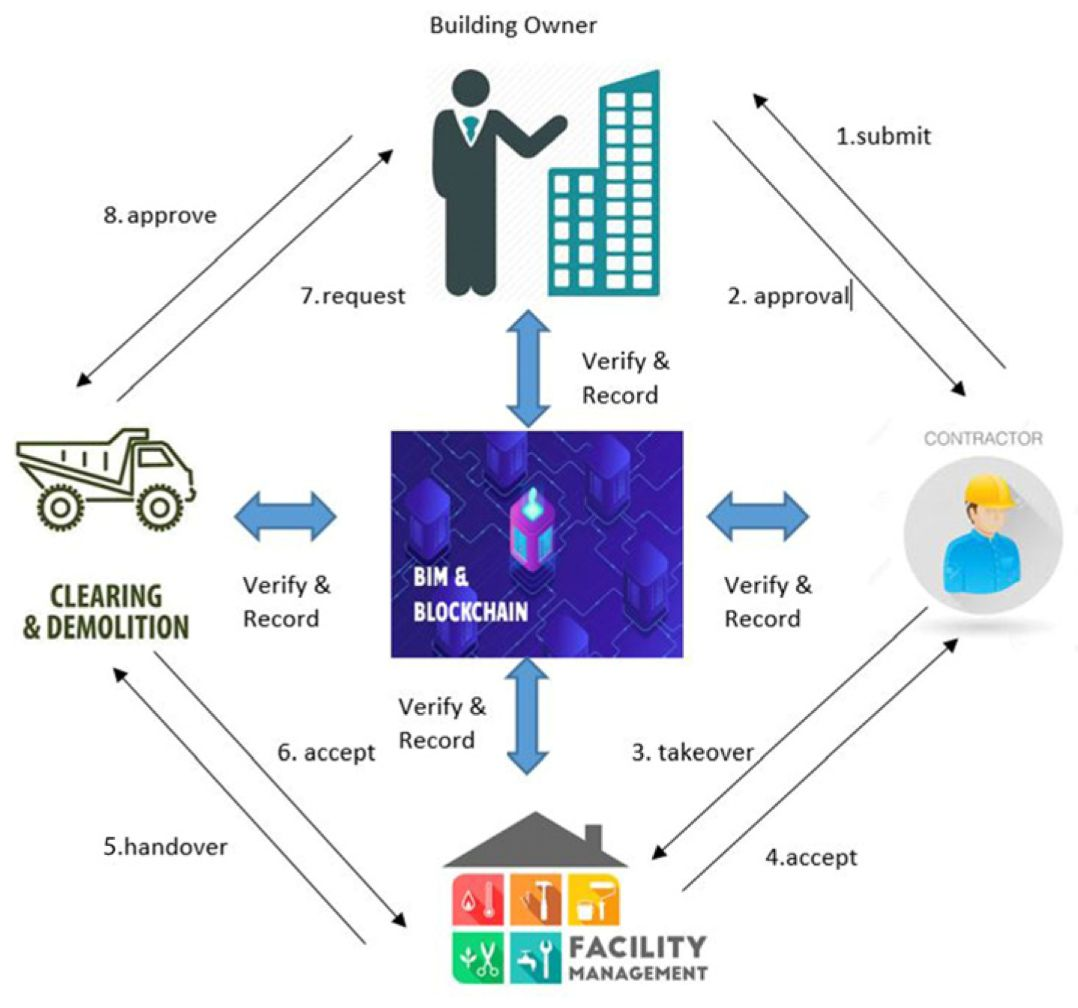 Building Owner
1.submit
8. approve
7.request
2. approval
Verify &
Record
CONTRACTOR
BIM &
BLOCKCHAIN
Verify &
Record
Verify &
Record
CLEARING
& DEMOLITION
Verify &
Record
6. accept
3. takeover
5.handover
4.accept
FACILITY
MANAGEMENT